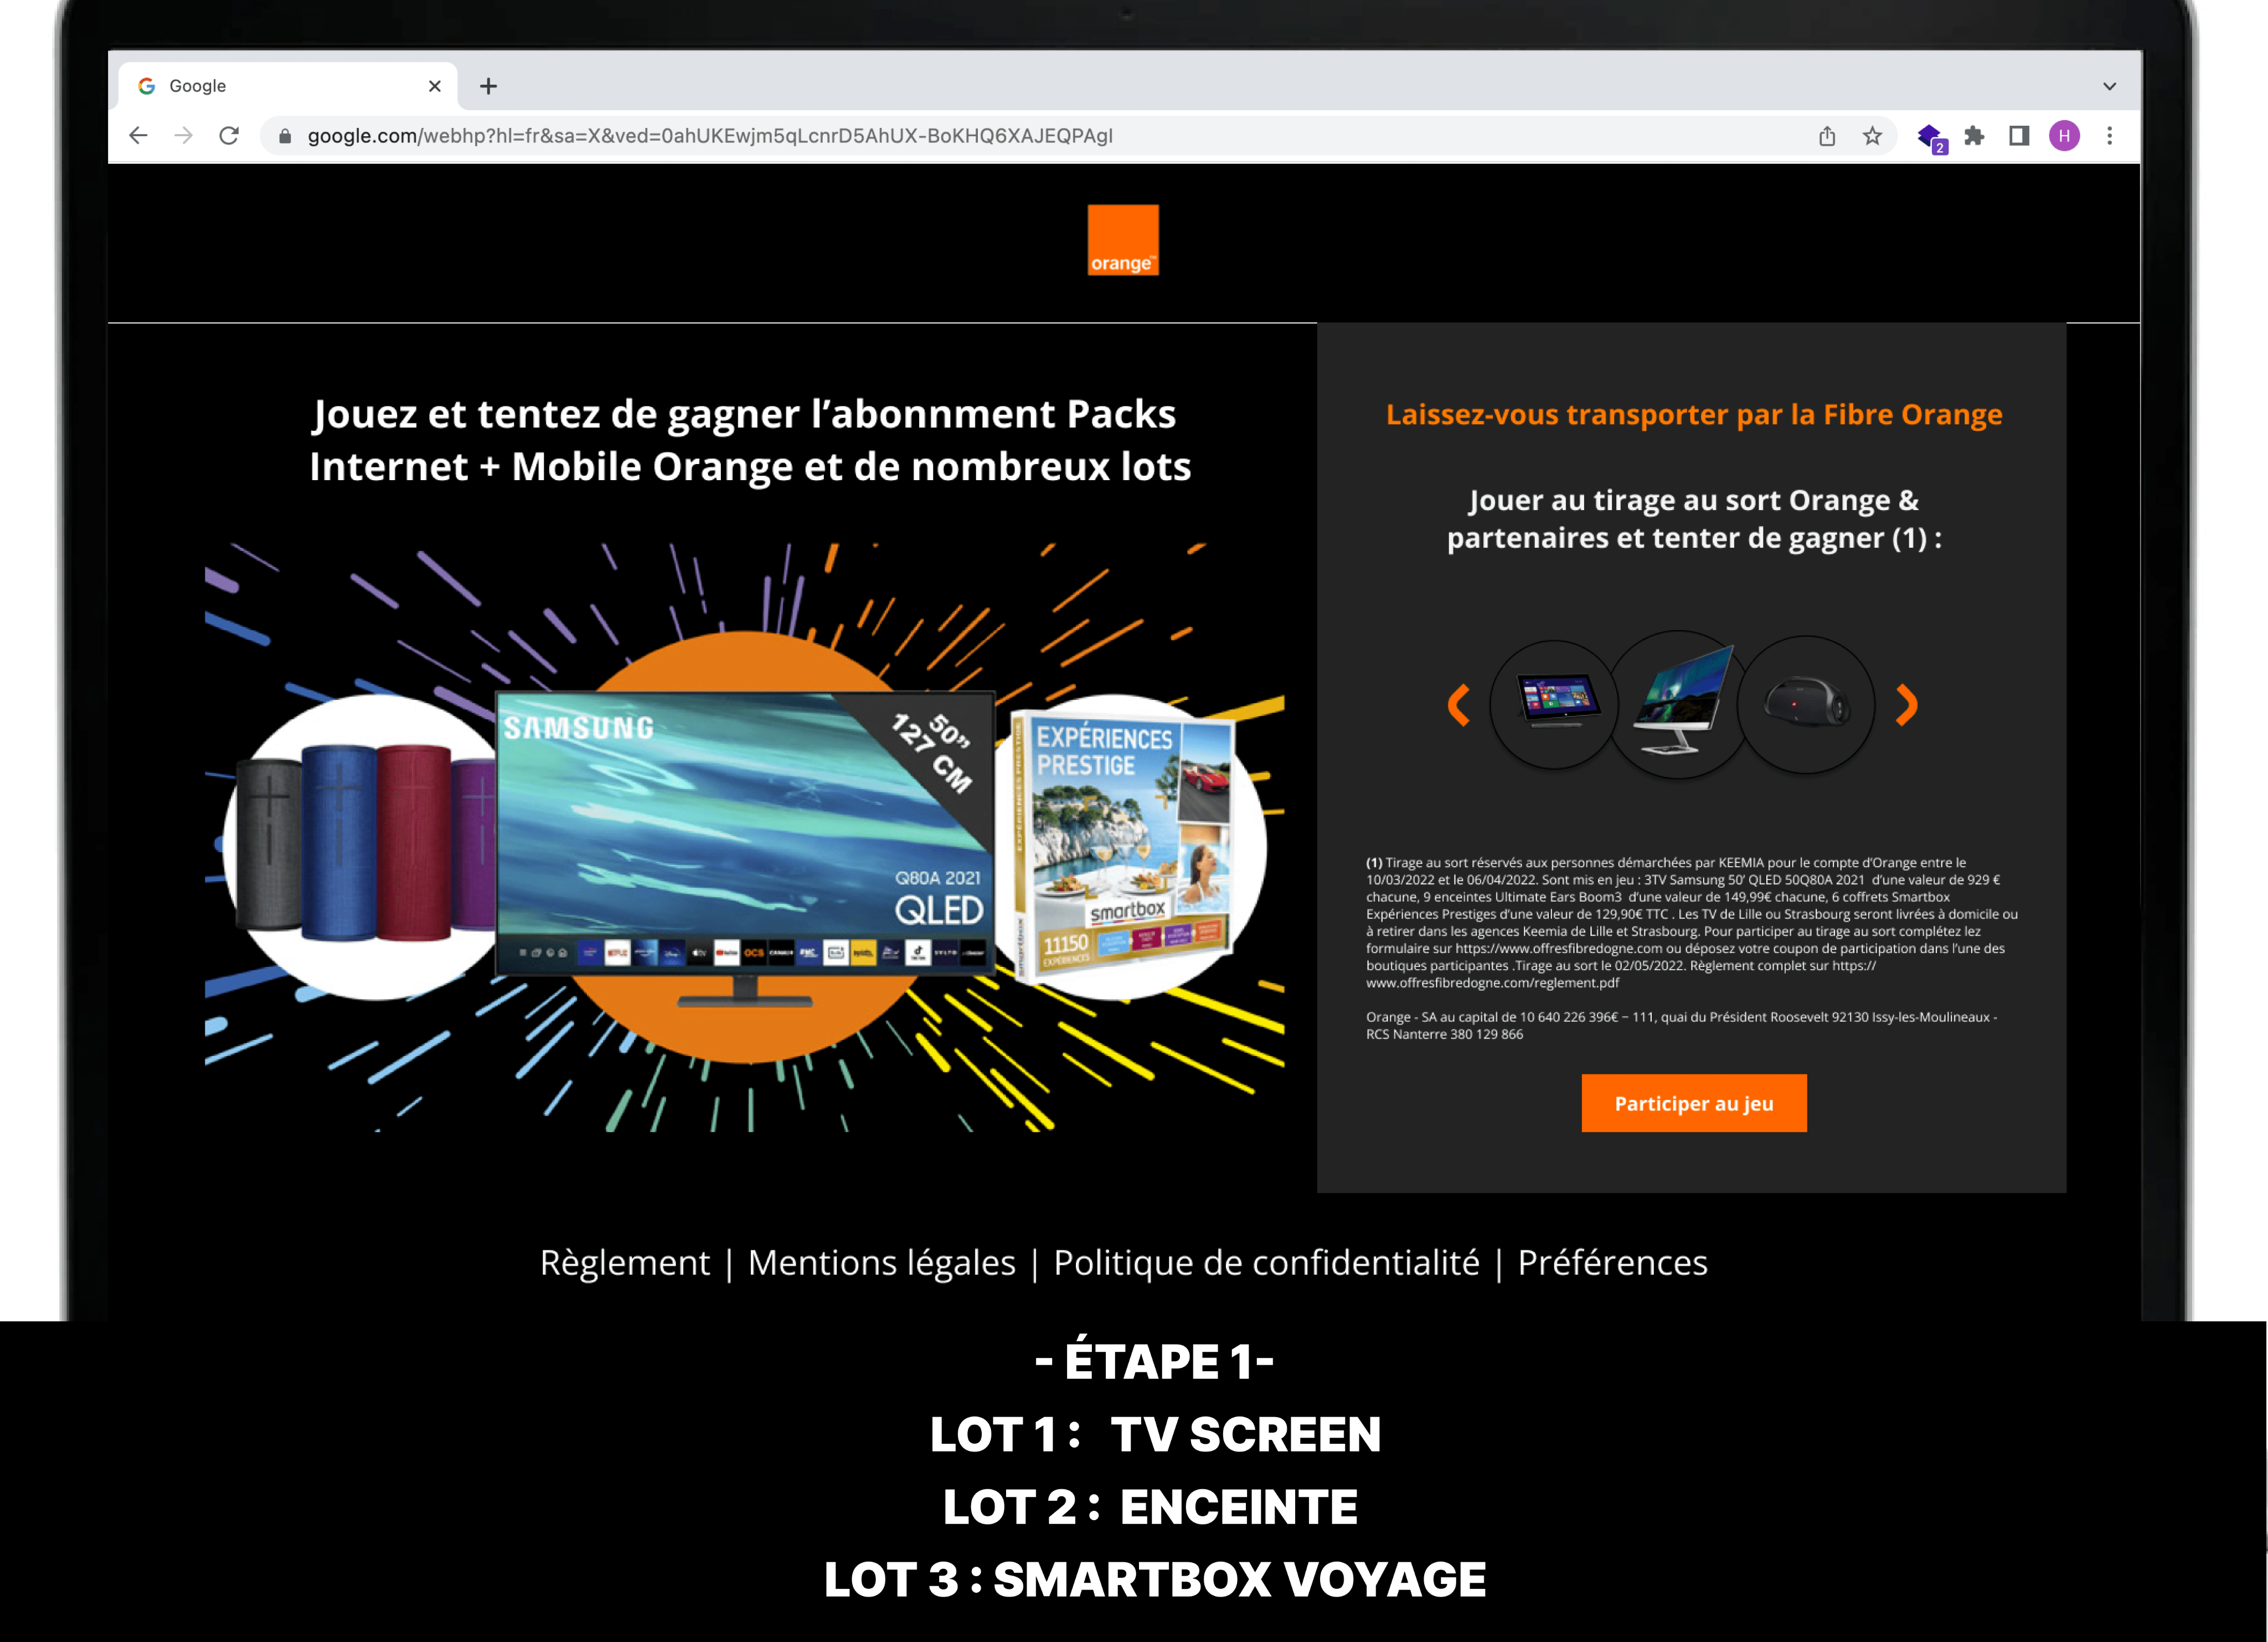 Google
google.com/webhp?hl=fr&sa=X&ved=0ahUKEwjm5qLcnrD5AhUX-BoKHQ6XAJEQPAgI
2
H
orange™
Jouez et tentez de gagner l’abonnment Packs
Internet + Mobile Orange et de nombreux lots
SAMSUNG
50”
127 CM
Q80A 2021
QLED
EXPÉRIENCES
PRESTIGE
smartbox
11150
EXPÉRIENCES
Laissez-vous transporter par la Fibre Orange
Jouer au tirage au sort Orange &
partenaires et tenter de gagner (1) :
(1) Tirage au sort réservés aux personnes démarchées par KEEMIA pour le compte d’Orange entre le
10/03/2022 et le 06/04/2022. Sont mis en jeu : 3TV Samsung 50’ QLED 50Q80A 2021 d’une valeur de 929 €
chacune, 9 enceintes Ultimate Ears Boom3 d’une valeur de 149,99€ chacune, 6 coffrets Smartbox
Expériences Prestiges d’une valeur de 129,90€ TTC . Les TV de Lille ou Strasbourg seront livrées à domicile ou
à retirer dans les agences Keemia de Lille et Strasbourg. Pour participer au tirage au sort complétez lez
formulaire sur https://www.offresfibredogne.com ou déposez votre coupon de participation dans l’une des
boutiques participantes .Tirage au sort le 02/05/2022. Règlement complet sur https://
www.offresfibredogne.com/reglement.pdf
Orange - SA au capital de 10 640 226 396€ – 111, quai du Président Roosevelt 92130 Issy-les-Moulineaux -
RCS Nanterre 380 129 866
Participer au jeu
Règlement | Mentions légales | Politique de confidentialité | Préférences
- ÉTAPE 1-
LOT 1 : TV SCREEN
LOT 2 : ENCEINTE
LOT 3 : SMARTBOX VOYAGE